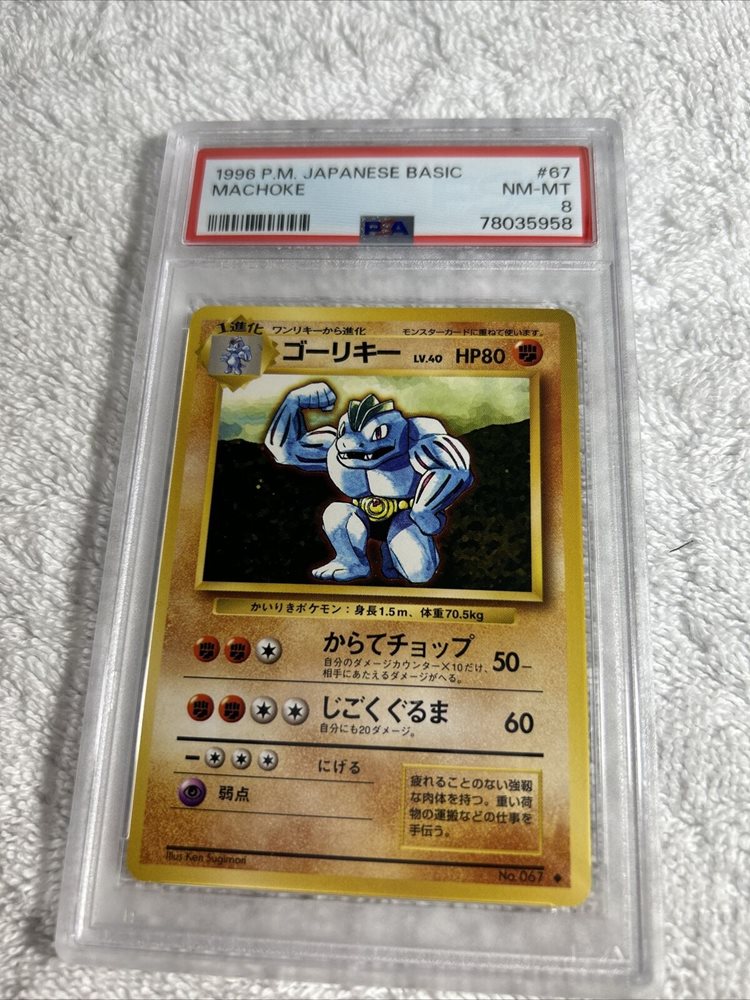 1996 P.M. JAPANESE BASIC #67
MACHOKE NM-MT
8
PSA 78035958
1進化 ワンリキーから進化 モンスターカードに重ねて使います。
ゴーリキー LV.40 HP80
かいりきポケモン：身長1.5m、体重70.5kg
からてチョップ 50−
自分のダメージカウンター×10だけ、
相手にあたえるダメージがへる。
じごくぐるま 60
自分にも20ダメージ。
にげる
弱点
疲れることのない強靱
な肉体を持つ。重い荷
物の運搬などの仕事を
手伝う。
Illus Ken Sugimori No. 067